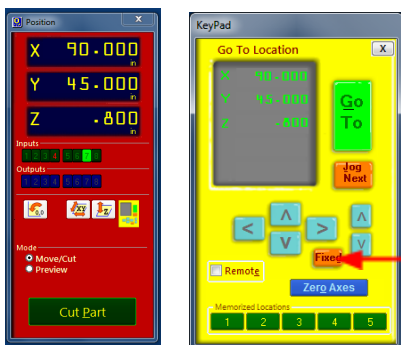 Position
X 90.000
in
Y 45.000
in
Z .800
in
Inputs
1 2 3 4 5 6 7 8
Outputs
1 2 3 4 5 6 7 8
0,0 XY Z
Mode
Move/Cut
Preview
Cut Part
KeyPad
Go To Location X
X 90.000
Y 45.000
Z .800
Go
To
Jog
Next
< ʌ V >
ʌ V
Fixed
Remote
Zero Axes
Memorized Locations
1 2 3 4 5